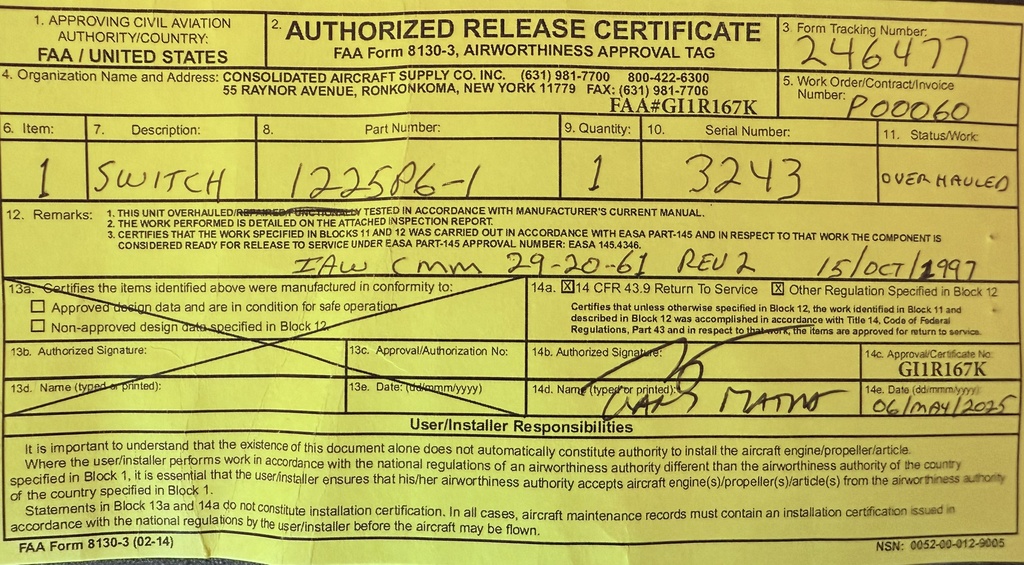 1. APPROVING CIVIL AVIATION AUTHORITY/COUNTRY:
FAA / UNITED STATES
2. AUTHORIZED RELEASE CERTIFICATE
FAA Form 8130-3, AIRWORTHINESS APPROVAL TAG
3. Form Tracking Number:
246477
4. Organization Name and Address: CONSOLIDATED AIRCRAFT SUPPLY CO. INC. (631) 981-7700 800-422-6300
55 RAYNOR AVENUE, RONKONKOMA, NEW YORK 11779 FAX: (631) 981-7706
FAA#GI1R167K
5. Work Order/Contract/Invoice
Number: P00060
6. Item:
1
7. Description:
SWITCH
8. Part Number:
1225P6-1
9. Quantity:
1
10. Serial Number:
3243
11. Status/Work:
OVERHAULED
12. Remarks: 1. THIS UNIT OVERHAULED/REPAIRED/FUNCTIONALLY TESTED IN ACCORDANCE WITH MANUFACTURER'S CURRENT MANUAL.
2. THE WORK PERFORMED IS DETAILED ON THE ATTACHED INSPECTION REPORT.
3. CERTIFIES THAT THE WORK SPECIFIED IN BLOCKS 11 AND 12 WAS CARRIED OUT IN ACCORDANCE WITH EASA PART-145 AND IN RESPECT TO THAT WORK THE COMPONENT IS
CONSIDERED READY FOR RELEASE TO SERVICE UNDER EASA PART-145 APPROVAL NUMBER: EASA 145.4346.
IAW CMM 29-20-61 REV 2 15/OCT/1997
13a. Certifies the items identified above were manufactured in conformity to:
Approved design data and are in condition for safe operation.
Non-approved design data specified in Block 12.
14a. 14 CFR 43.9 Return To Service Other Regulation Specified in Block 12
Certifies that unless otherwise specified in Block 12, the work identified in Block 11 and
described in Block 12 was accomplished in accordance with Title 14, Code of Federal
Regulations, Part 43 and in respect to that work, the items are approved for return to service.
13b. Authorized Signature:
13c. Approval/Authorization No:
14b. Authorized Signature:
14c. Approval/Certificate No:
GI1R167K
13d. Name (typed or printed):
13e. Date: (dd/mmm/yyyy)
14d. Name (typed or printed):
14e. Date (dd/mmm/yyyy):
06/MAY/2025
User/Installer Responsibilities
It is important to understand that the existence of this document alone does not automatically constitute authority to install the aircraft engine/propeller/article.
Where the user/installer performs work in accordance with the national regulations of an airworthiness authority different than the airworthiness authority of the country
specified in Block 1, it is essential that the user/installer ensures that his/her airworthiness authority accepts aircraft engine(s)/propeller(s)/article(s) from the airworthiness authority
of the country specified in Block 1.
Statements in Block 13a and 14a do not constitute installation certification. In all cases, aircraft maintenance records must contain an installation certification issued in
accordance with the national regulations by the user/installer before the aircraft may be flown.
FAA Form 8130-3 (02-14)
NSN: 0052-00-012-9005